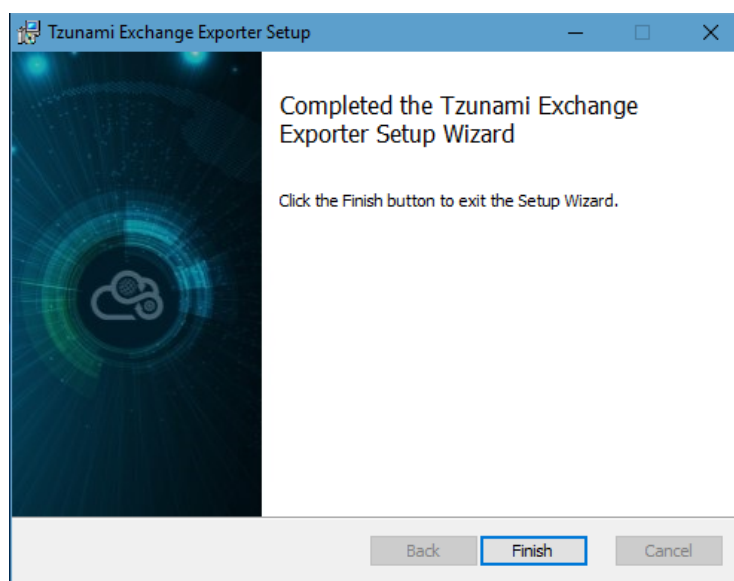 Tzunami Exchange Exporter Setup
Completed the Tzunami Exchange
Exporter Setup Wizard
Click the Finish button to exit the Setup Wizard.
Back Finish Cancel